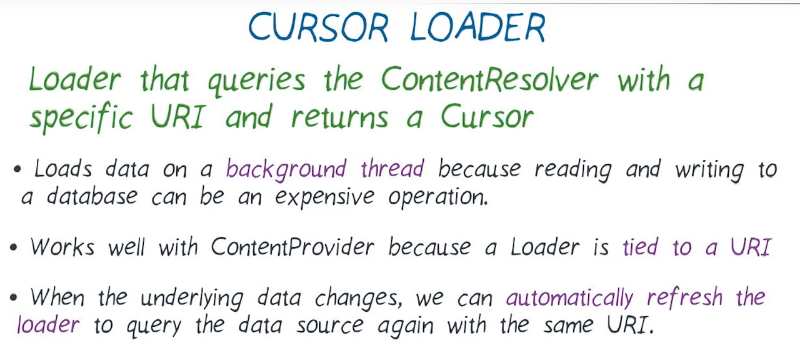 CURSOR LOADER
Loader that queries the ContentResolver with a
specific URI and returns a Cursor
• Loads data on a background thread because reading and writing to
a database can be an expensive operation.
• Works well with ContentProvider because a Loader is tied to a URI
• When the underlying data changes, we can automatically refresh the
loader to query the data source again with the same URI.